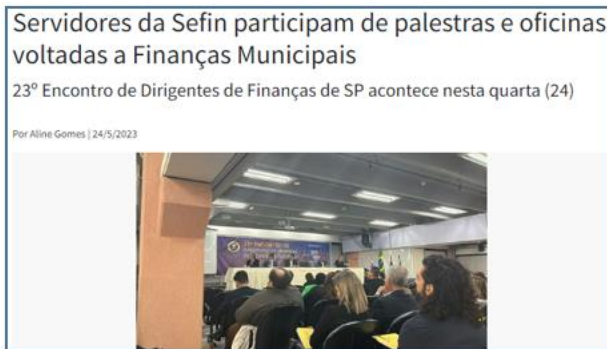 Servidores da Sefin participam de palestras e oficinas
voltadas a Finanças Municipais
23º Encontro de Dirigentes de Finanças de SP acontece nesta quarta (24)
Por Aline Gomes | 24/5/2023